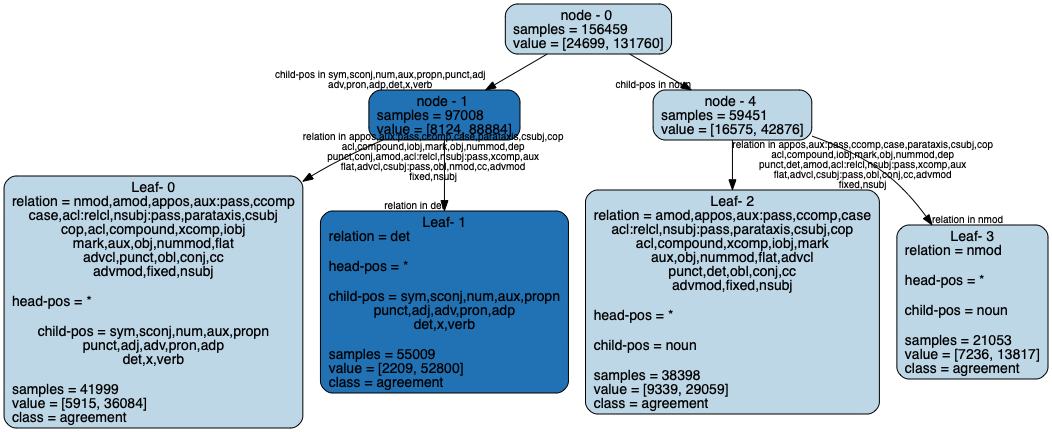 node - 0
samples = 156459
value = [24699, 131760]
child-pos in sym,sconj,num,aux,propn,punct,adj
adv,pron,adp,det,x,verb
child-pos in noun
node - 1
samples = 97008
value = [8124, 88884]
node - 4
samples = 59451
value = [16575, 42876]
relation in appos,aux:pass,ccomp,case,parataxis,csubj,cop
acl,compound,iobj,mark,obj,nummod,dep
punct,conj,amod,acl:relcl,nsubj:pass,xcomp,aux
flat,advcl,csubj:pass,obl,nmod,cc,advmod
fixed,nsubj
relation in det
relation in appos,aux:pass,ccomp,case,parataxis,csubj,cop
acl,compound,iobj,mark,obj,nummod,dep
punct,det,amod,acl:relcl,nsubj:pass,xcomp,aux
flat,advcl,csubj:pass,obl,conj,cc,advmod
fixed,nsubj
relation in nmod
Leaf- 0
relation = nmod,amod,appos,aux:pass,ccomp
case,acl:relcl,nsubj:pass,parataxis,csubj
cop,acl,compound,xcomp,iobj
mark,aux,obj,nummod,flat
advcl,punct,obl,conj,cc
advmod,fixed,nsubj
head-pos = *
child-pos = sym,sconj,num,aux,propn
punct,adj,adv,pron,adp
det,x,verb
samples = 41999
value = [5915, 36084]
class = agreement
Leaf- 1
relation = det
head-pos = *
child-pos = sym,sconj,num,aux,propn
punct,adj,adv,pron,adp
det,x,verb
samples = 55009
value = [2209, 52800]
class = agreement
Leaf- 2
relation = amod,appos,aux:pass,ccomp,case
acl:relcl,nsubj:pass,parataxis,csubj,cop
acl,compound,xcomp,iobj,mark
aux,obj,nummod,flat,advcl
punct,det,obl,conj,cc
advmod,fixed,nsubj
head-pos = *
child-pos = noun
samples = 38398
value = [9339, 29059]
class = agreement
Leaf- 3
relation = nmod
head-pos = *
child-pos = noun
samples = 21053
value = [7236, 13817]
class = agreement